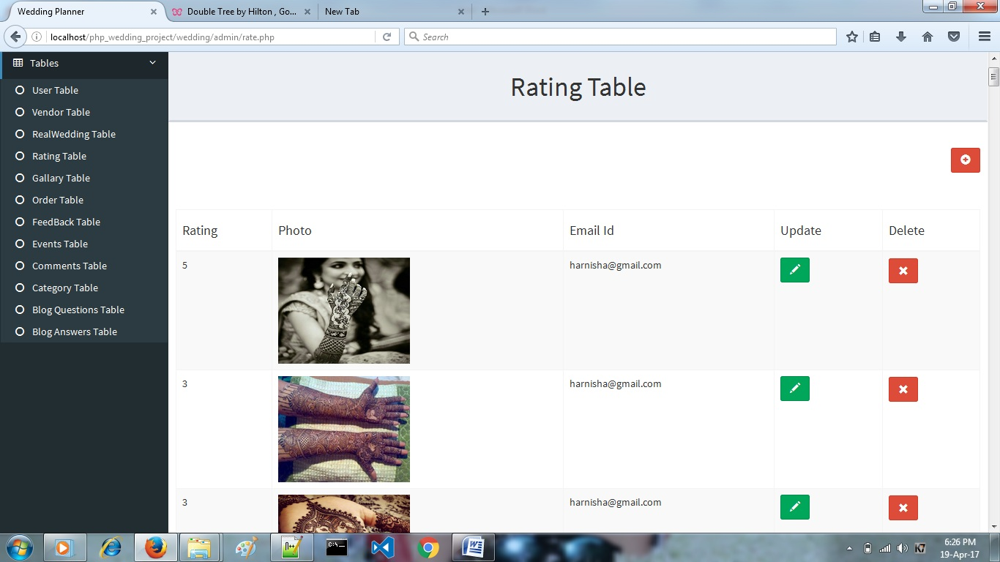 Wedding Planner
Double Tree by Hilton , Go...
New Tab
localhost/php_wedding_project/wedding/admin/rate.php
Search
Tables
User Table
Vendor Table
RealWedding Table
Rating Table
Gallary Table
Order Table
FeedBack Table
Events Table
Comments Table
Category Table
Blog Questions Table
Blog Answers Table
Rating Table
Rating Photo Email Id Update Delete
5 harnisha@gmail.com
3 harnisha@gmail.com
3 harnisha@gmail.com
6:26 PM
19-Apr-17